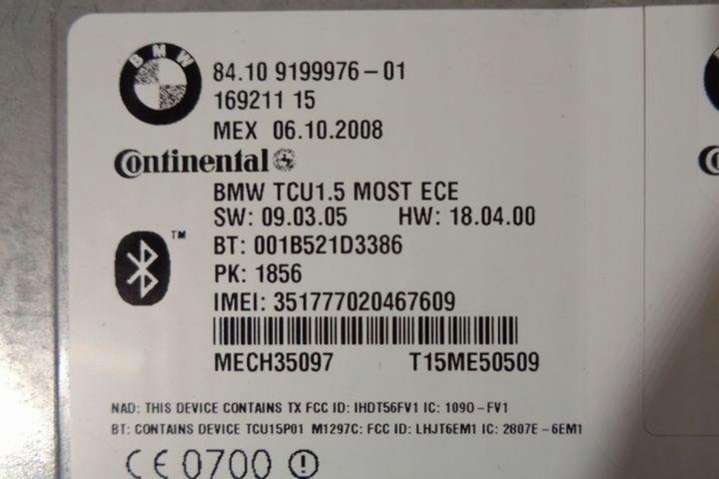 BMW
84.10 9199976-01
169211 15
MEX 06.10.2008
Continental
BMW TCU1.5 MOST ECE
SW: 09.03.05 HW: 18.04.00
TM
BT: 001B521D3386
PK: 1856
IMEI: 351777020467609
MECH35097 T15ME50509
NAD: THIS DEVICE CONTAINS TX FCC ID: IHDT56FV1 IC: 109O-FV1
BT: CONTAINS DEVICE TCU15P01 M1297C: FCC ID: LHJT6EM1 IC: 2807E-6EM1
CE 0700